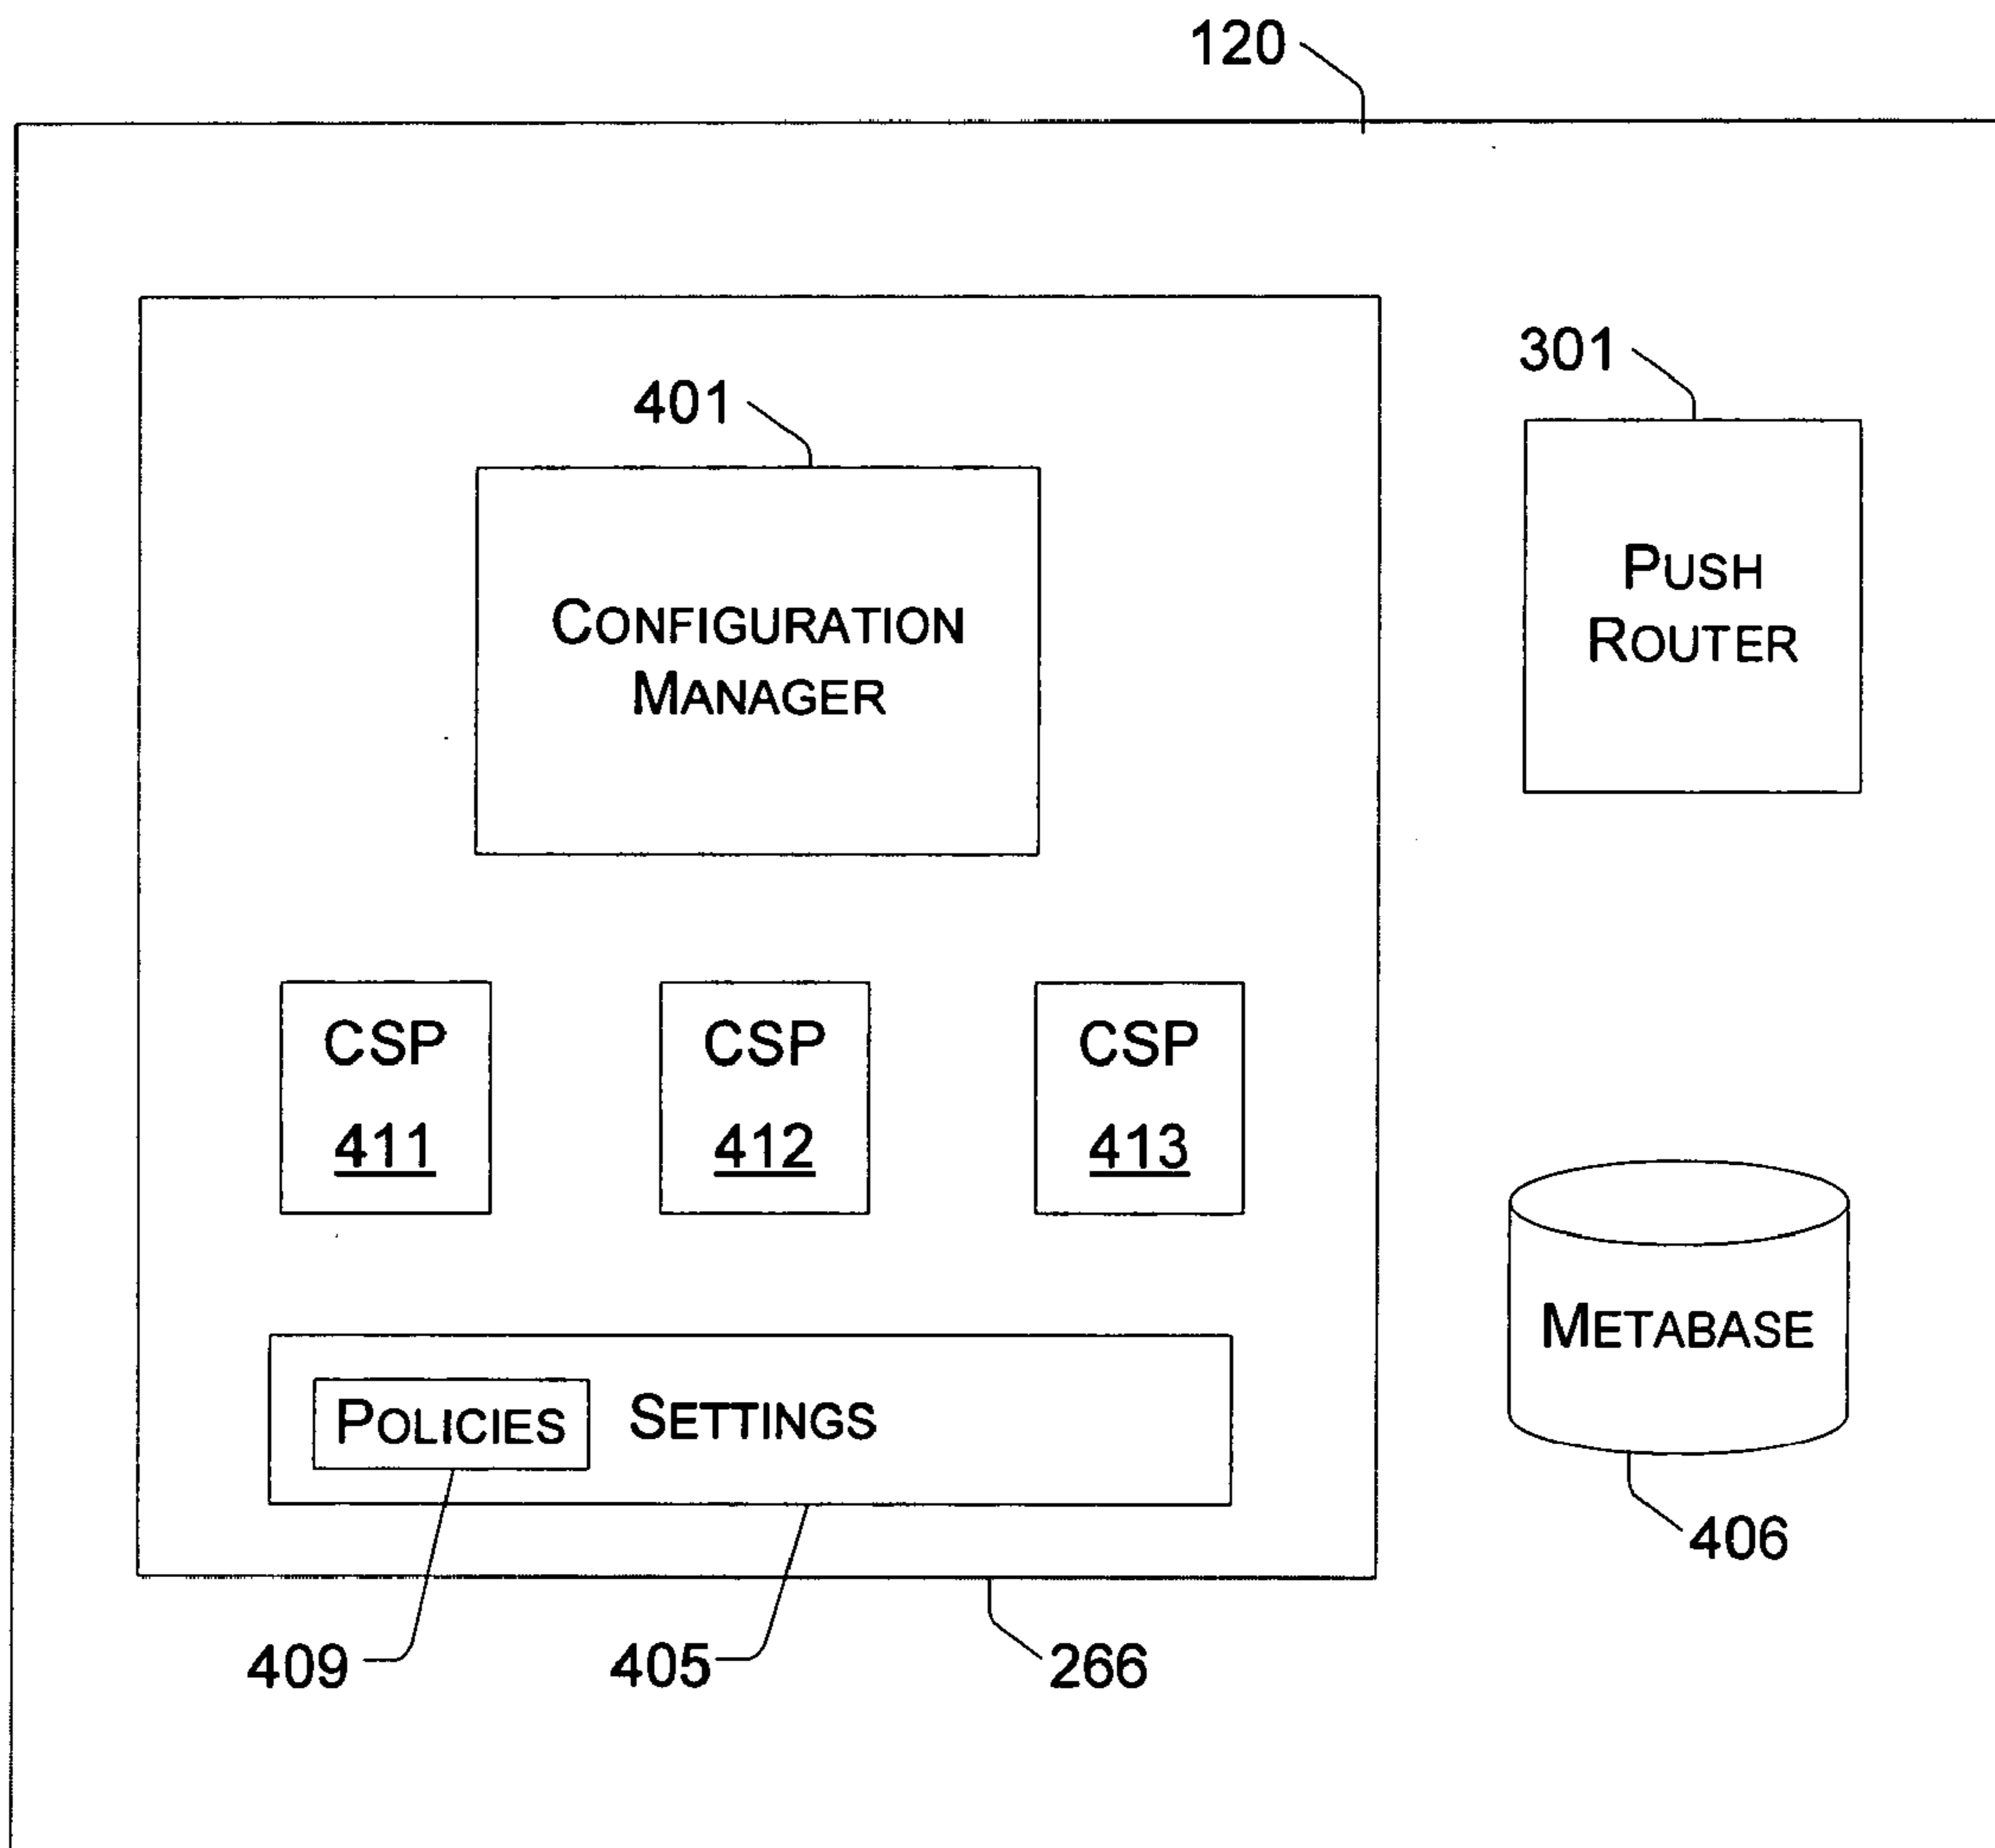 120
301
401
PUSH
ROUTER
CONFIGURATION
MANAGER
CSP
411
CSP
412
CSP
413
METABASE
POLICIES
SETTINGS
406
409
405
266